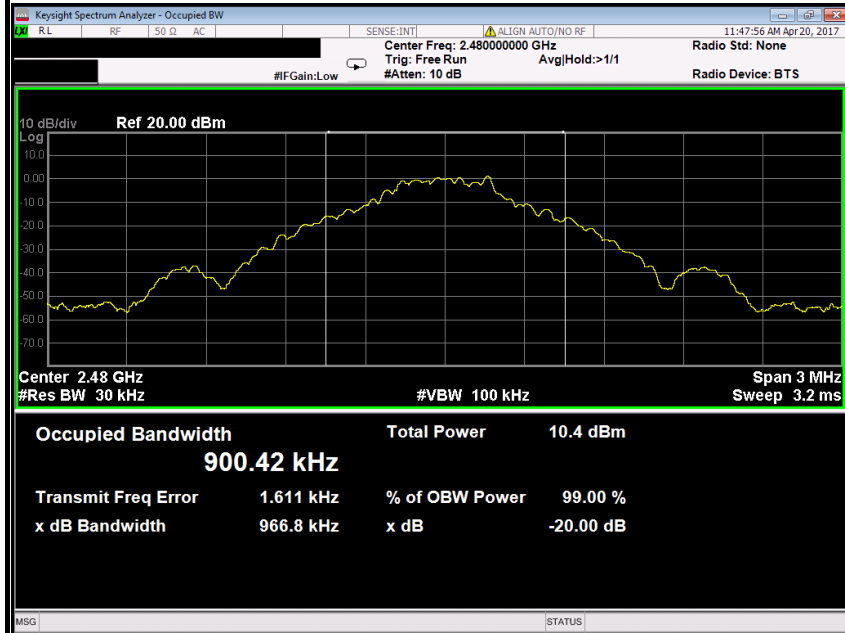 Keysight Spectrum Analyzer - Occupied BW
LXI RL RF 50 Ω AC SENSE:INT ALIGN AUTO/NO RF 11:47:56 AM Apr 20, 2017
Center Freq: 2.480000000 GHz Radio Std: None
Trig: Free Run Avg|Hold:>1/1
#IFGain:Low #Atten: 10 dB Radio Device: BTS
10 dB/div Ref 20.00 dBm
Log
10.0
0.00
-10.0
-20.0
-30.0
-40.0
-50.0
-60.0
-70.0
Center 2.48 GHz Span 3 MHz
#Res BW 30 kHz #VBW 100 kHz Sweep 3.2 ms
Occupied Bandwidth Total Power 10.4 dBm
900.42 kHz
Transmit Freq Error 1.611 kHz % of OBW Power 99.00 %
x dB Bandwidth 966.8 kHz x dB -20.00 dB
MSG STATUS